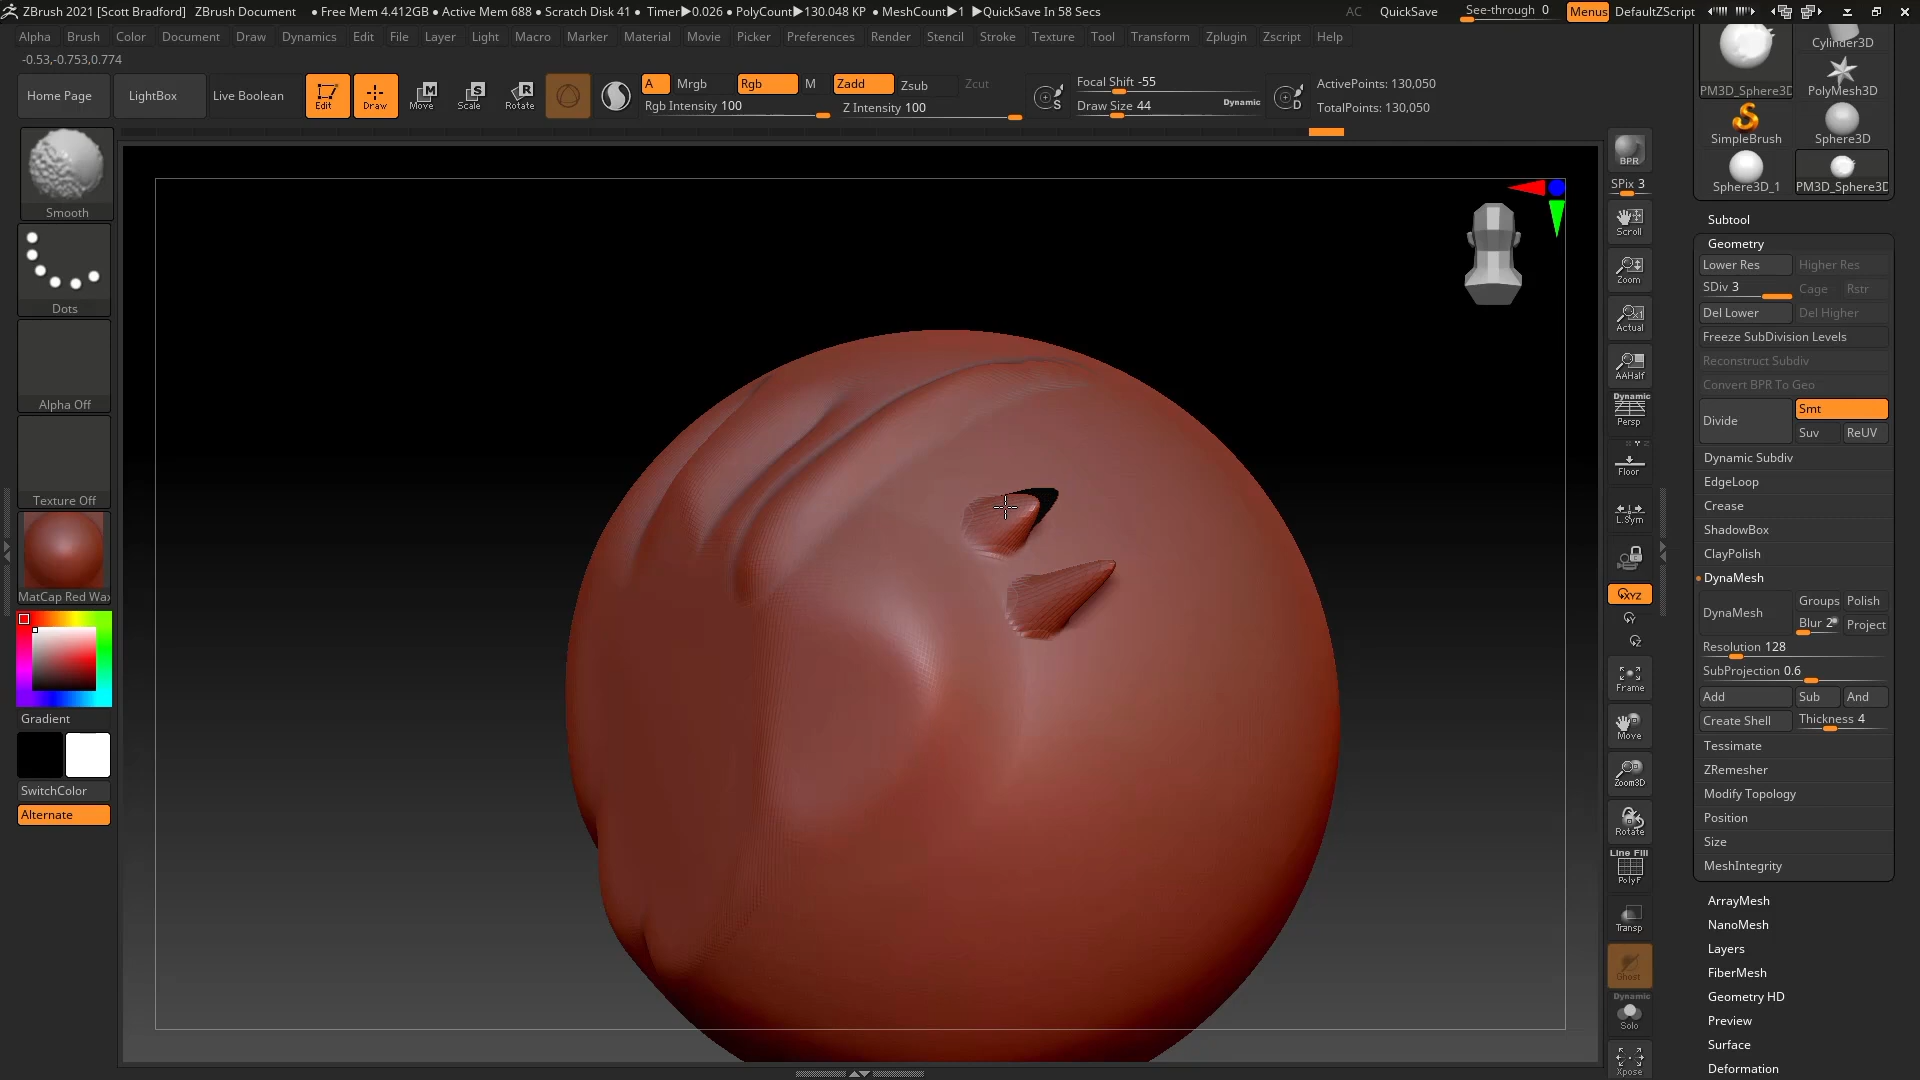 ZBrush 2021 [Scott Bradford] ZBrush Document • Free Mem 4.412GB • Active Mem 688 • Scratch Disk 41 • Timer▶0.026 • PolyCount▶130.048 KP • MeshCount▶1 ▶QuickSave In 58 Secs AC QuickSave See-through 0 Menus DefaultZScript
Alpha Brush Color Document Draw Dynamics Edit File Layer Light Macro Marker Material Movie Picker Preferences Render Stencil Stroke Texture Tool Transform Zplugin Zscript Help
-0.53,-0.753,0.774
Home Page LightBox Live Boolean
Edit Draw Move Scale Rotate
M S R
A Mrgb Rgb M Zadd Zsub Zcut
Rgb Intensity 100 Z Intensity 100
S
Focal Shift -55
Draw Size 44 Dynamic
D
ActivePoints: 130,050
TotalPoints: 130,050
Smooth
Dots
Alpha Off
Texture Off
MatCap Red Wax
Gradient
SwitchColor
Alternate
BPR
SPix 3
Scroll
Zoom
Actual
AAHalf
Dynamic
Persp
Floor
L.Sym
XYZ
Y
Z
Frame
Move
Zoom3D
Rotate
Line Fill
PolyF
Transp
Ghost
Dynamic
Solo
Xpose
Cylinder3D
PM3D_Sphere3D PolyMesh3D
SimpleBrush Sphere3D
Sphere3D_1 PM3D_Sphere3D
Subtool
Geometry
Lower Res Higher Res
SDiv 3 Cage Rstr
Del Lower Del Higher
Freeze SubDivision Levels
Reconstruct Subdiv
Convert BPR To Geo
Divide Smt
Suv ReUV
Dynamic Subdiv
EdgeLoop
Crease
ShadowBox
ClayPolish
DynaMesh
DynaMesh Groups Polish
Blur 2 Project
Resolution 128
SubProjection 0.6
Add Sub And
Create Shell Thickness 4
Tessimate
ZRemesher
Modify Topology
Position
Size
MeshIntegrity
ArrayMesh
NanoMesh
Layers
FiberMesh
Geometry HD
Preview
Surface
Deformation